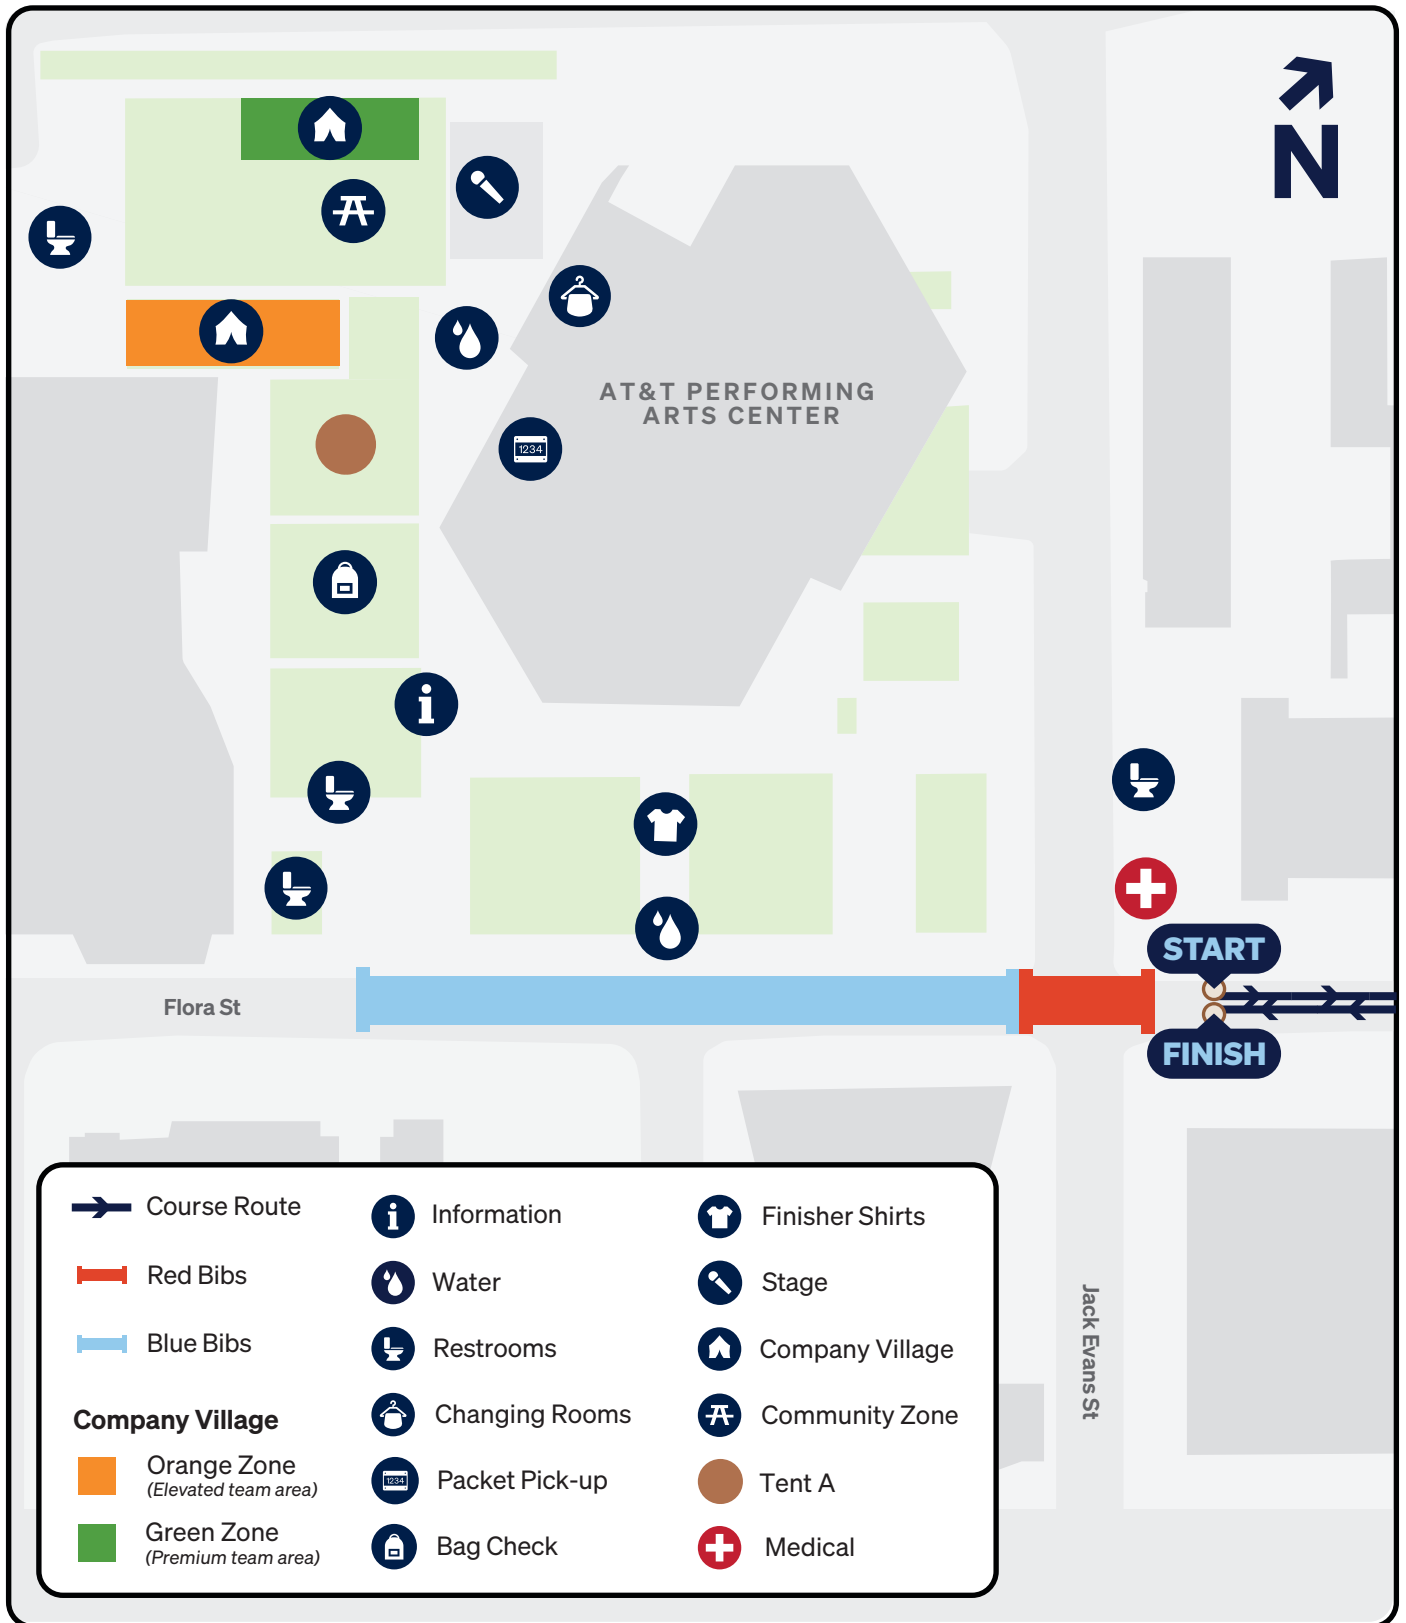 N
AT&T PERFORMING
ARTS CENTER
1234
START
Flora St
FINISH
Jack Evans St
Course Route
Red Bibs
Blue Bibs
Company Village
Orange Zone
(Elevated team area)
Green Zone
(Premium team area)
Information
Water
Restrooms
Changing Rooms
1234
Packet Pick-up
Bag Check
Finisher Shirts
Stage
Company Village
Community Zone
Tent A
Medical